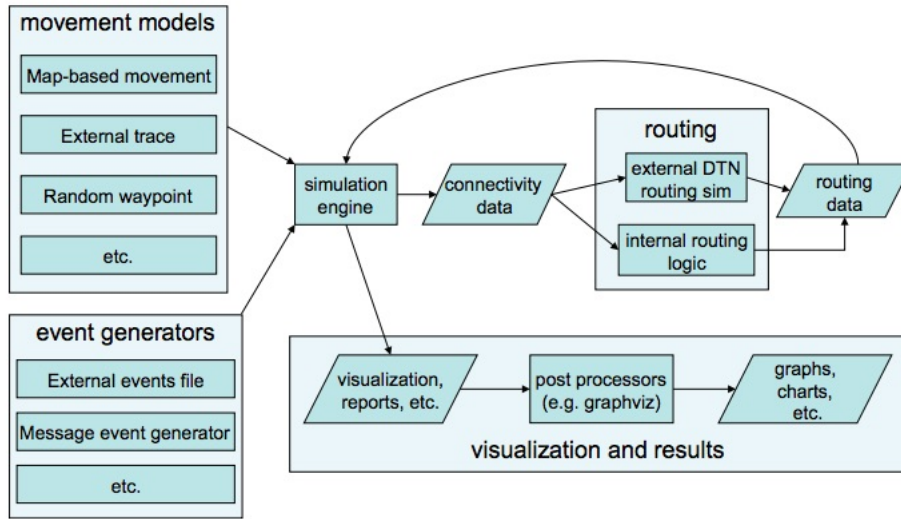 movement models
Map-based movement
External trace
Random waypoint
etc.
event generators
External events file
Message event generator
etc.
simulation
engine
connectivity
data
routing
external DTN
routing sim
internal routing
logic
routing
data
visualization,
reports, etc.
post processors
(e.g. graphviz)
graphs,
charts,
etc.
visualization and results